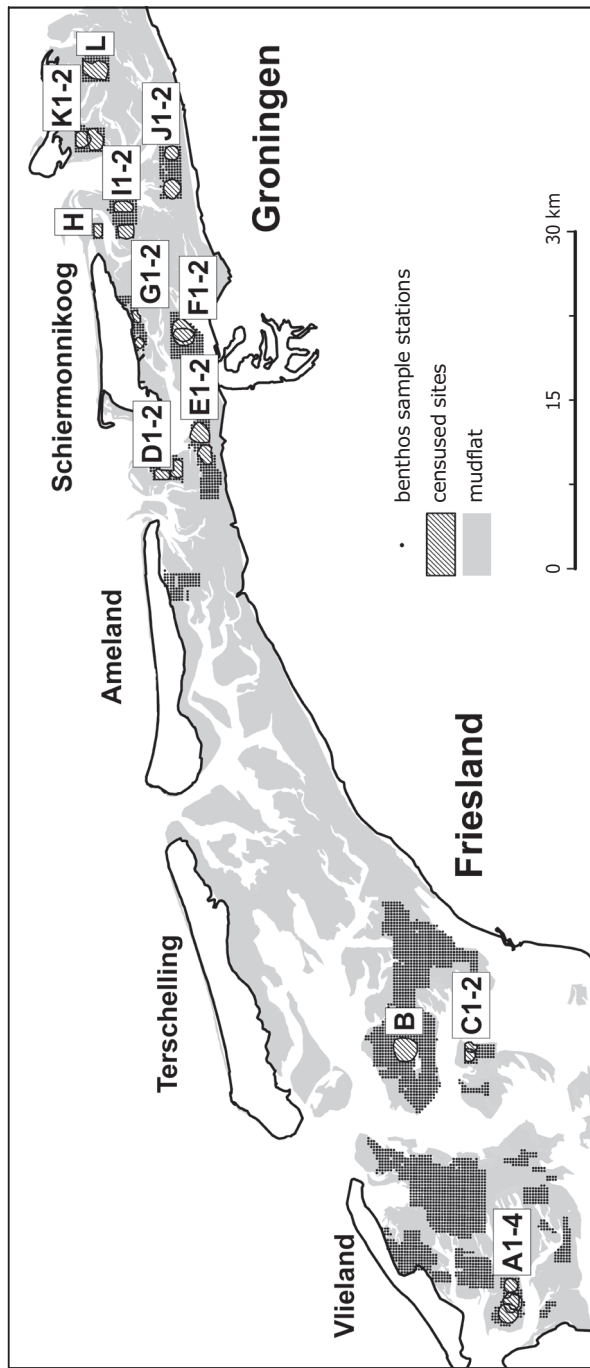 Vlieland
Terschelling
Ameland
Schiermonnikoog
A1-4
B
C1-2
D1-2
E1-2
F1-2
G1-2
H
I1-2
J1-2
K1-2
L
Friesland
Groningen
benthos sample stations
censused sites
mudflat
0
15
30 km